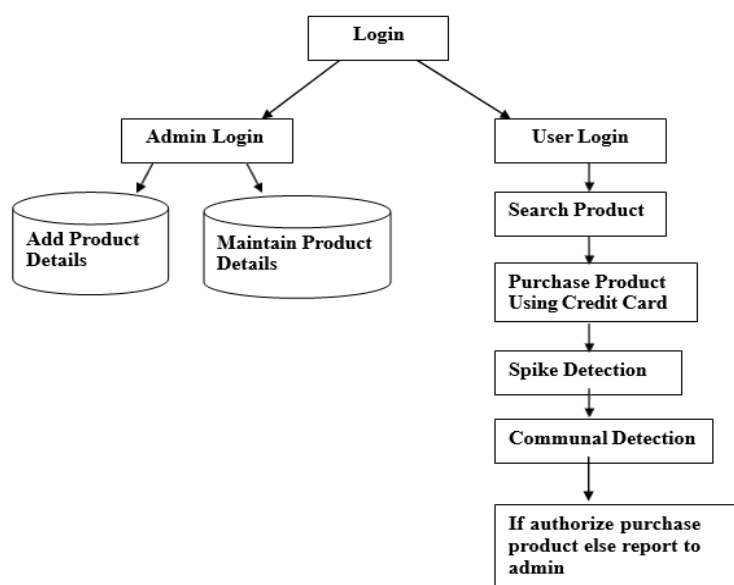 Login
Admin Login
User Login
Add Product
Details
Maintain Product
Details
Search Product
Purchase Product
Using Credit Card
Spike Detection
Communal Detection
If authorize purchase
product else report to
admin